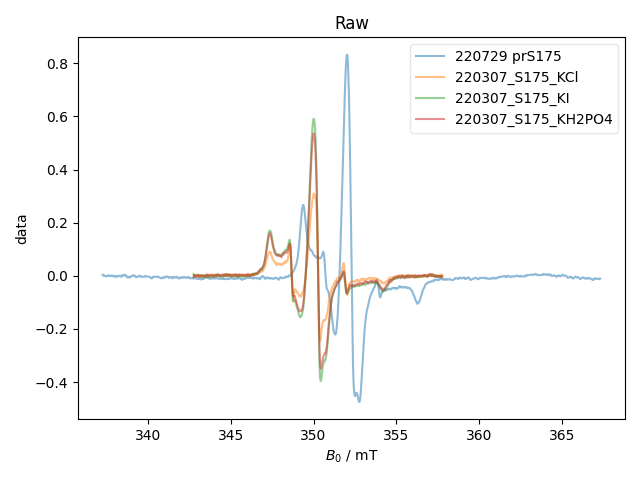 Raw
220729 prS175
220307_S175_KCl
220307_S175_KI
220307_S175_KH2PO4
data
0.8
0.6
0.4
0.2
0.0
−0.2
−0.4
340
345
350
355
360
365
B₀ / mT